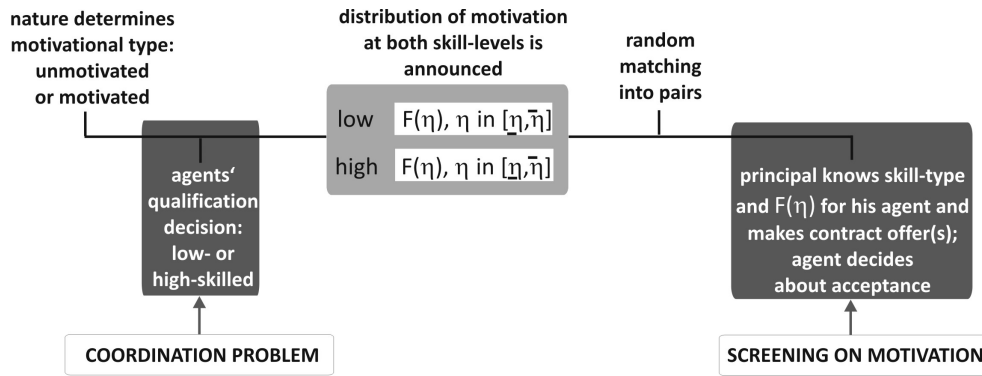 nature determines
motivational type:
unmotivated
or motivated
distribution of motivation
at both skill-levels is
announced
random
matching
into pairs
low F(η), η in [η̲,η̄]
high F(η), η in [η̲,η̄]
agents‘
qualification
decision:
low- or
high-skilled
principal knows skill-type
and F(η) for his agent and
makes contract offer(s);
agent decides
about acceptance
COORDINATION PROBLEM
SCREENING ON MOTIVATION